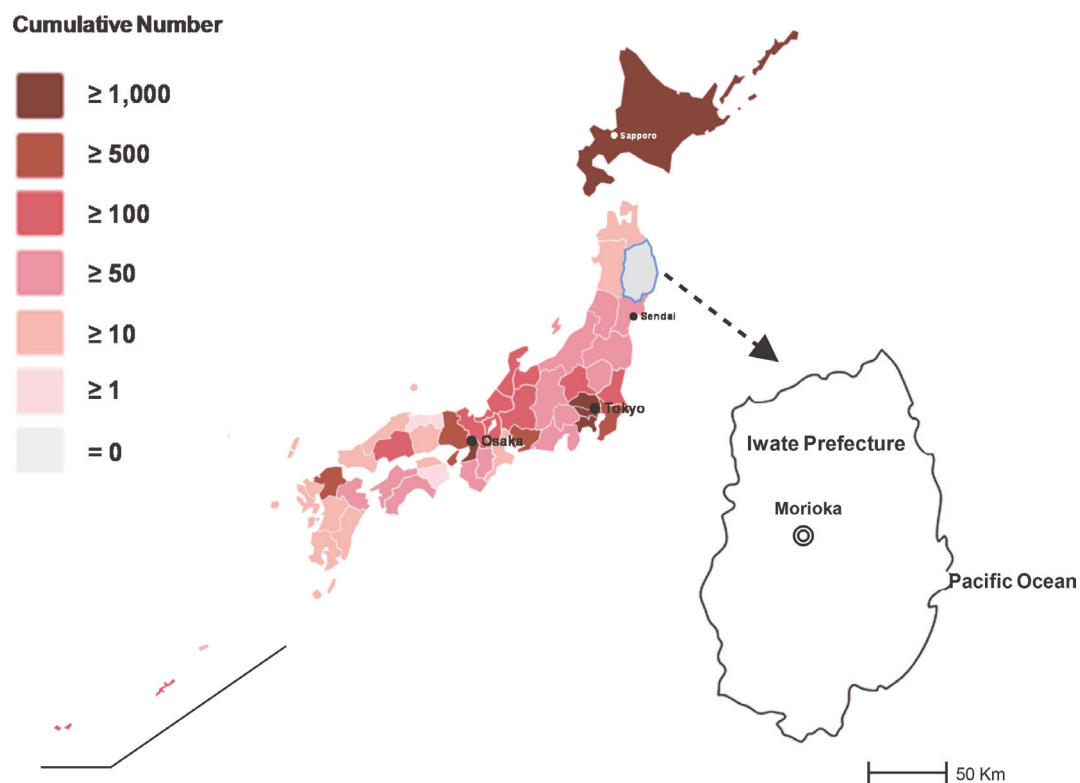 Cumulative Number
≥ 1,000
≥ 500
≥ 100
≥ 50
≥ 10
≥ 1
= 0
Sapporo
Sendai
Tokyo
Osaka
Iwate Prefecture
Morioka
Pacific Ocean
50 Km